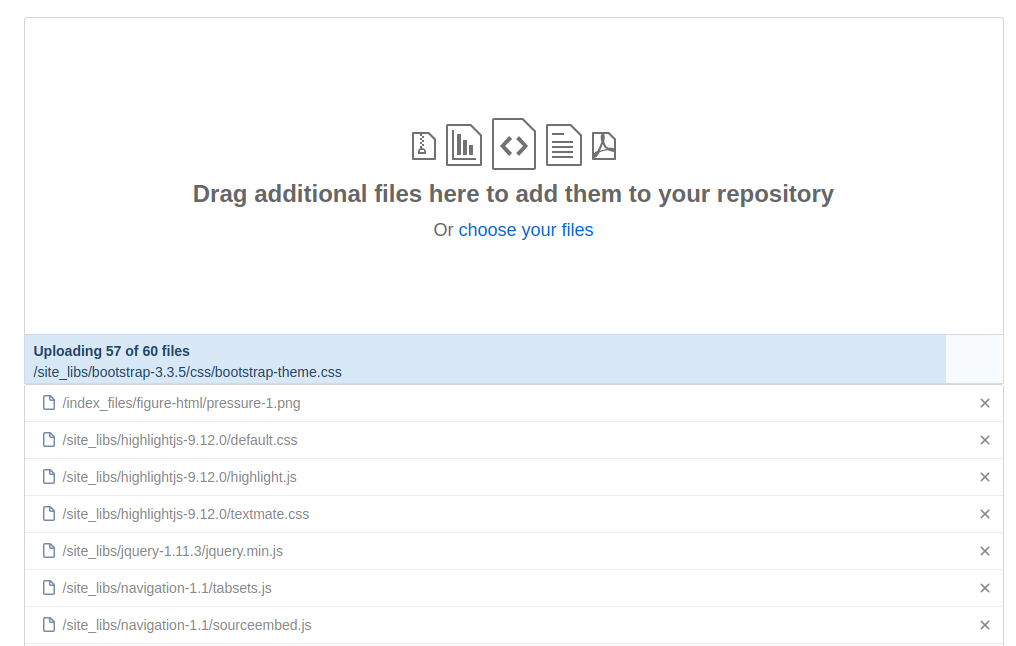 Drag additional files here to add them to your repository
Or choose your files
Uploading 57 of 60 files
/site_libs/bootstrap-3.3.5/css/bootstrap-theme.css
/index_files/figure-html/pressure-1.png
/site_libs/highlightjs-9.12.0/default.css
/site_libs/highlightjs-9.12.0/highlight.js
/site_libs/highlightjs-9.12.0/textmate.css
/site_libs/jquery-1.11.3/jquery.min.js
/site_libs/navigation-1.1/tabsets.js
/site_libs/navigation-1.1/sourceembed.js